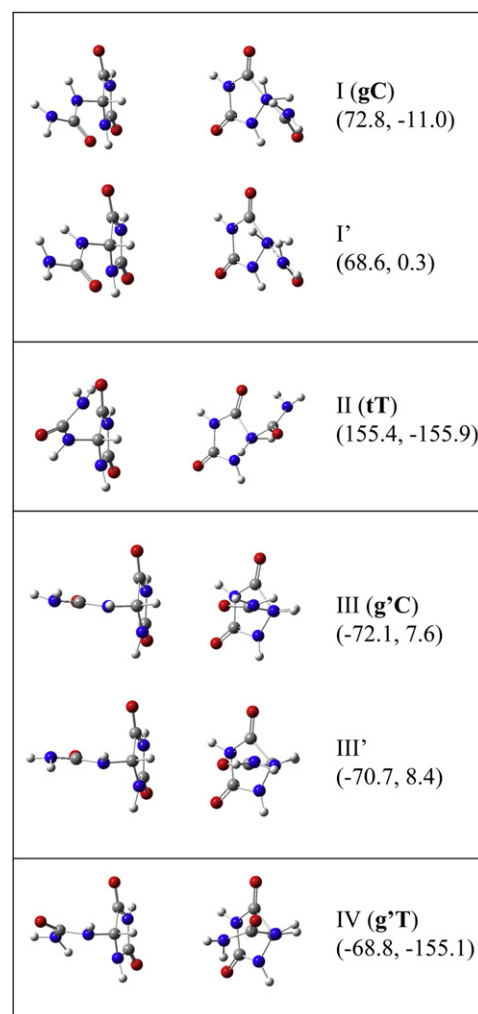 I (gC)
(72.8, -11.0)
I’
(68.6, 0.3)
II (tT)
(155.4, -155.9)
III (g’C)
(-72.1, 7.6)
III’
(-70.7, 8.4)
IV (g’T)
(-68.8, -155.1)